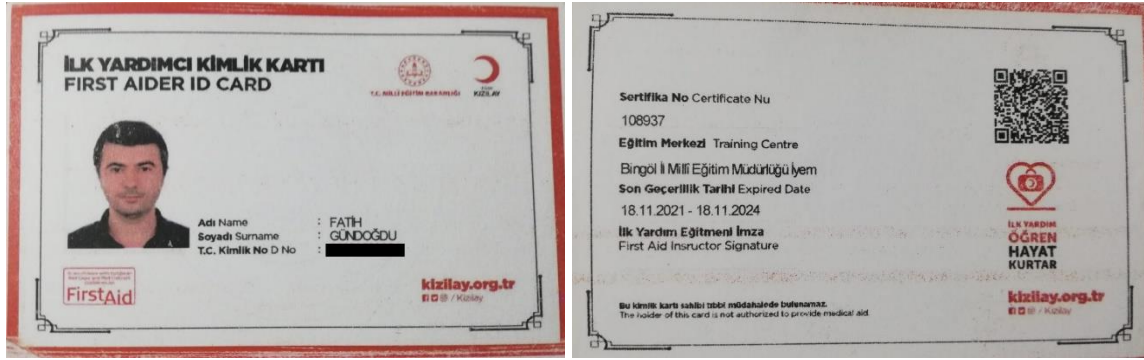 İLK YARDIMCI KİMLİK KARTI
FIRST AIDER ID CARD
T.C. MİLLÎ EĞİTİM BAKANLIĞI
KIZILAY
Adı Name : FATİH
Soyadı Surname : GÜNDOĞDU
T.C. Kimlik No D No :
First Aid
kizilay.org.tr
/ Kizilay
Sertifika No Certificate Nu
108937
Eğitim Merkezi Training Centre
Bingöl İl Millî Eğitim Müdürlüğü İyem
Son Geçerlilik Tarihi Expired Date
18.11.2021 - 18.11.2024
İlk Yardım Eğitmeni İmza
First Aid Insructor Signature
Bu kimlik kartı sahibi tıbbi müdahalede bulunamaz.
The holder of this card is not authorized to provide medical aid.
İLK YARDIM
ÖĞREN
HAYAT
KURTAR
kizilay.org.tr
/ Kizilay